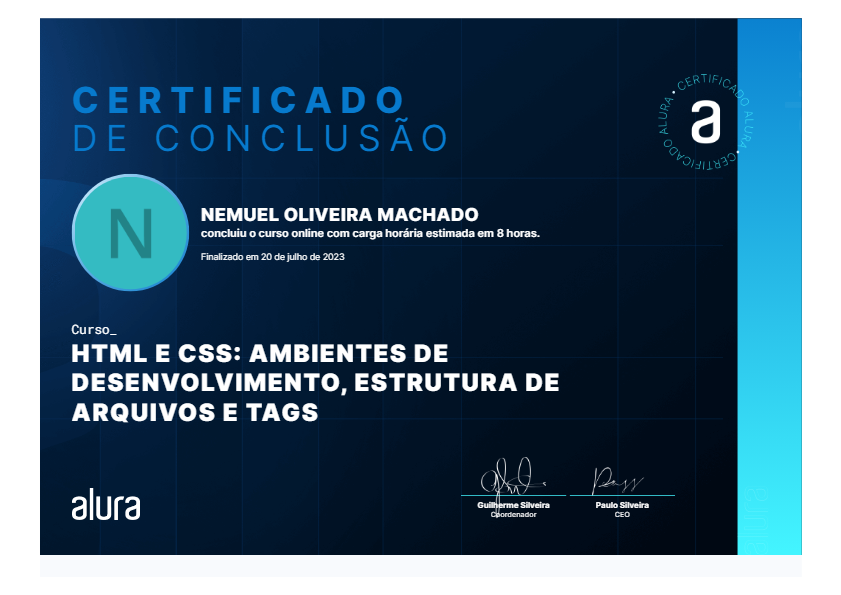 CERTIFICADO
DE CONCLUSÃO
CERTIFICADO ALURA • CERTIFICADO ALURA •
a
N
NEMUEL OLIVEIRA MACHADO
concluiu o curso online com carga horária estimada em 8 horas.
Finalizado em 20 de julho de 2023
Curso_
HTML E CSS: AMBIENTES DE
DESENVOLVIMENTO, ESTRUTURA DE
ARQUIVOS E TAGS
alura
Guilherme Silveira
Coordenador
Paulo Silveira
CEO